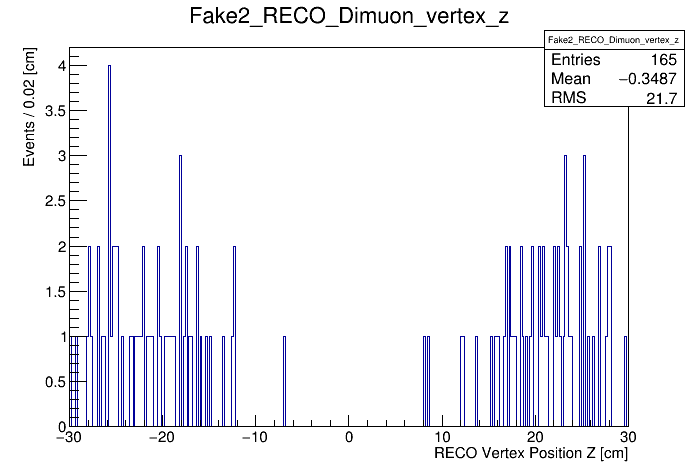 Fake2_RECO_Dimuon_vertex_z
Fake2_RECO_Dimuon_vertex_z
Entries 165
Mean −0.3487
RMS 21.7
Events / 0.02 [cm]
4
3.5
3
2.5
2
1.5
1
0.5
0
−30 −20 −10 0 10 20 30
RECO Vertex Position Z [cm]